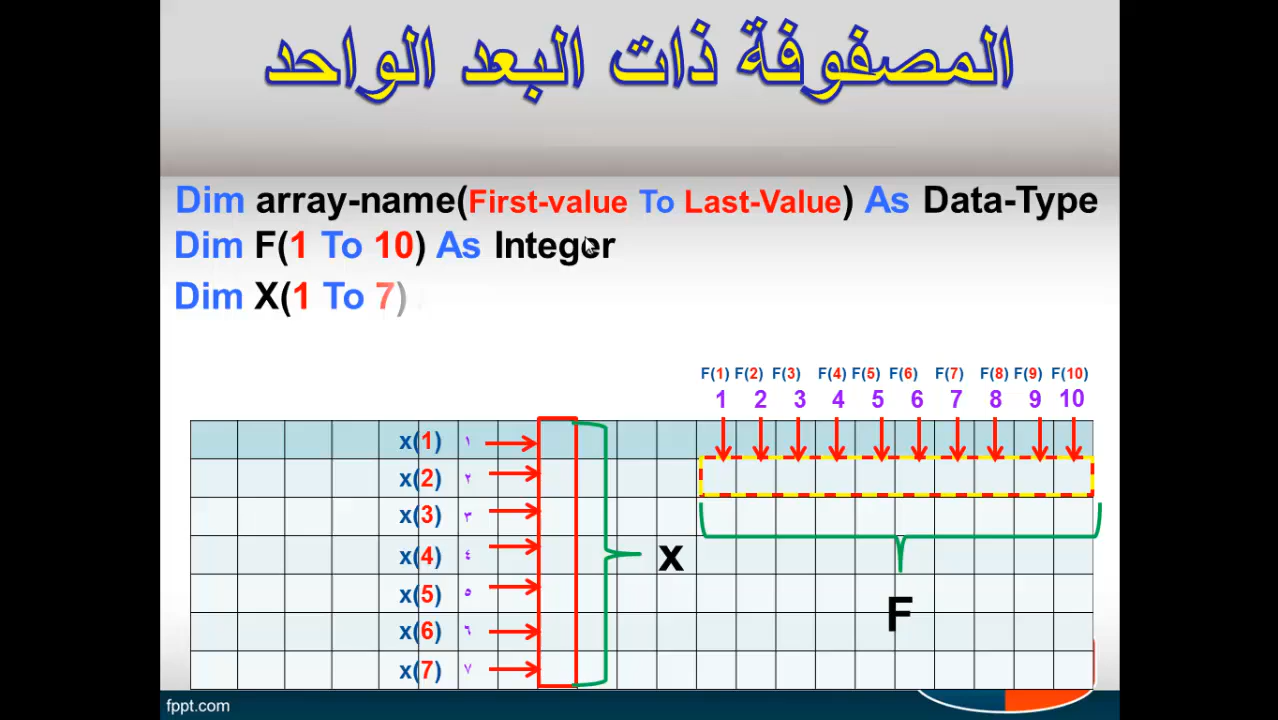 المصفوفة ذات البعد الواحد
Dim array-name(First-value To Last-Value) As Data-Type
Dim F(1 To 10) As Integer
Dim X(1 To 7)
F(1) F(2) F(3) F(4) F(5) F(6) F(7) F(8) F(9) F(10)
1 2 3 4 5 6 7 8 9 10
x(1) ١
x(2) ٢
x(3) ٣
x(4) ٤
x(5) ٥
x(6) ٦
x(7) ٧
x
F
fppt.com